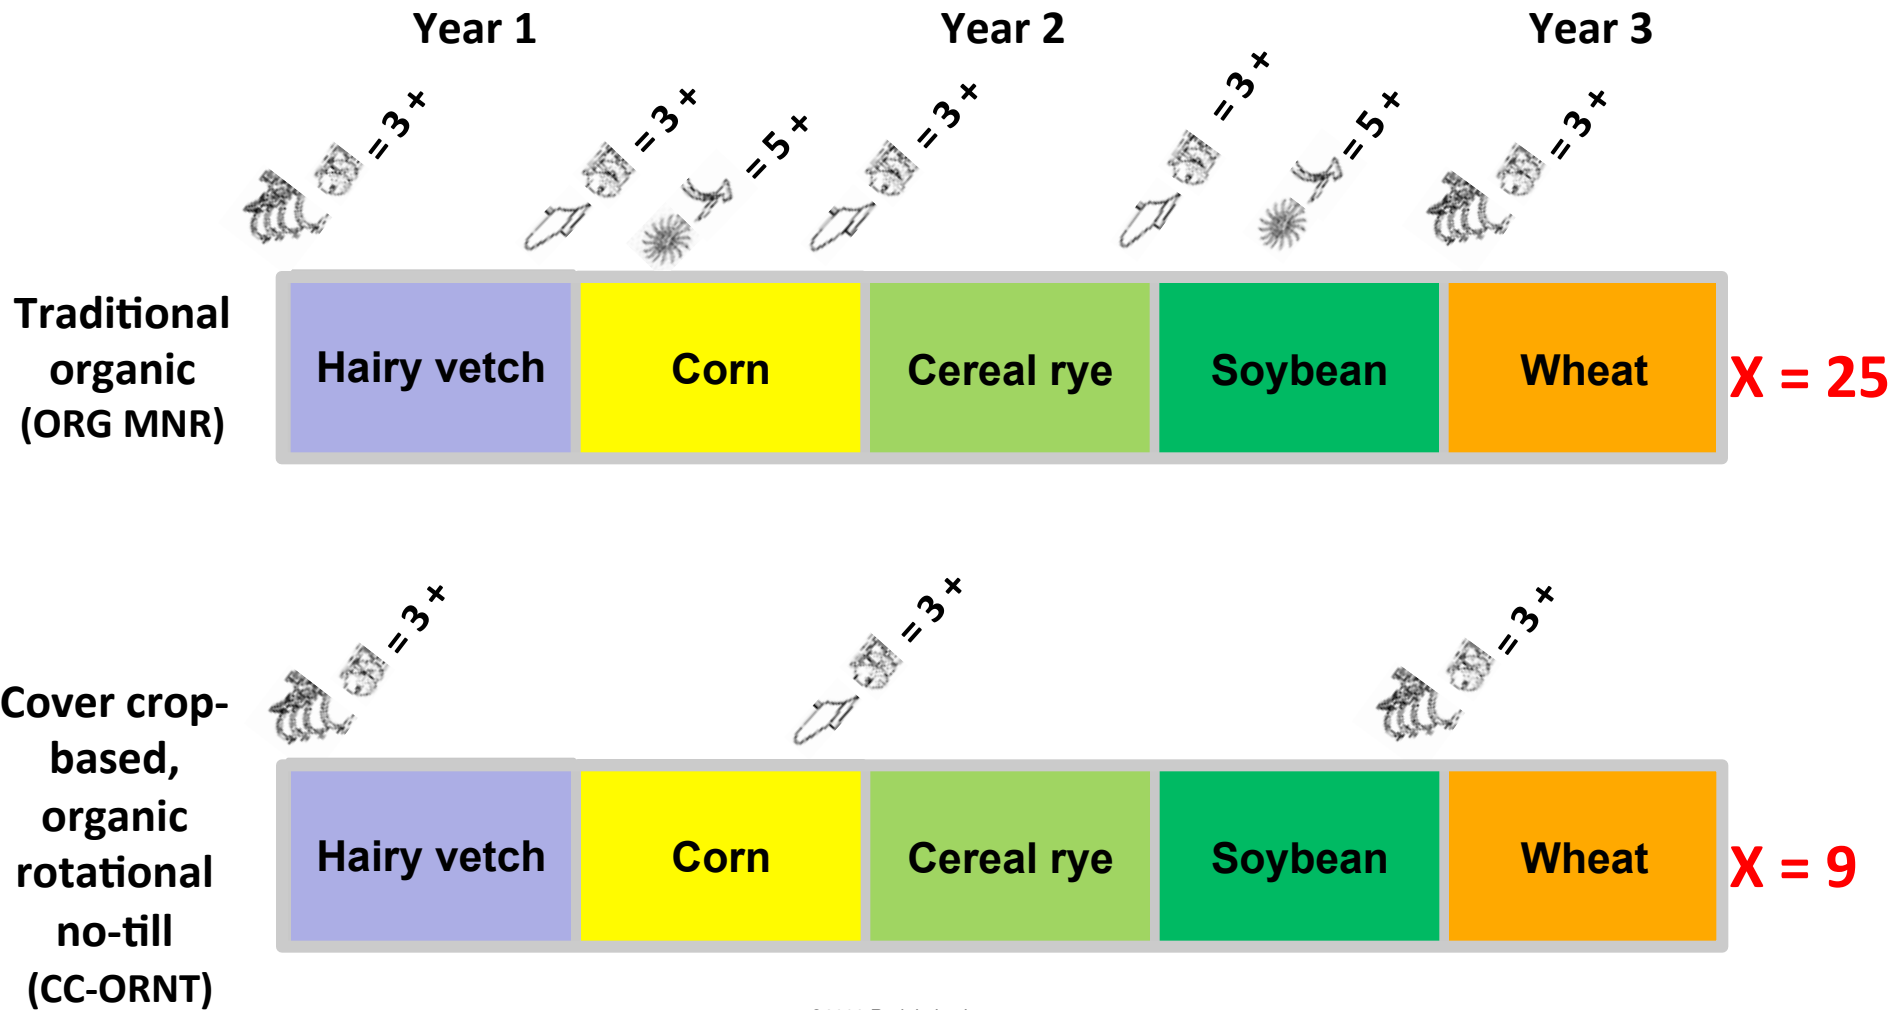 Year 1
Year 2
Year 3
= 3 +
= 3 +
= 5 +
= 3 +
= 3 +
= 5 +
= 3 +
Traditional
organic
(ORG MNR)
Hairy vetch
Corn
Cereal rye
Soybean
Wheat
X = 25
= 3 +
= 3 +
= 3 +
Cover crop-
based,
organic
rotational
no-till
(CC-ORNT)
Hairy vetch
Corn
Cereal rye
Soybean
Wheat
X = 9